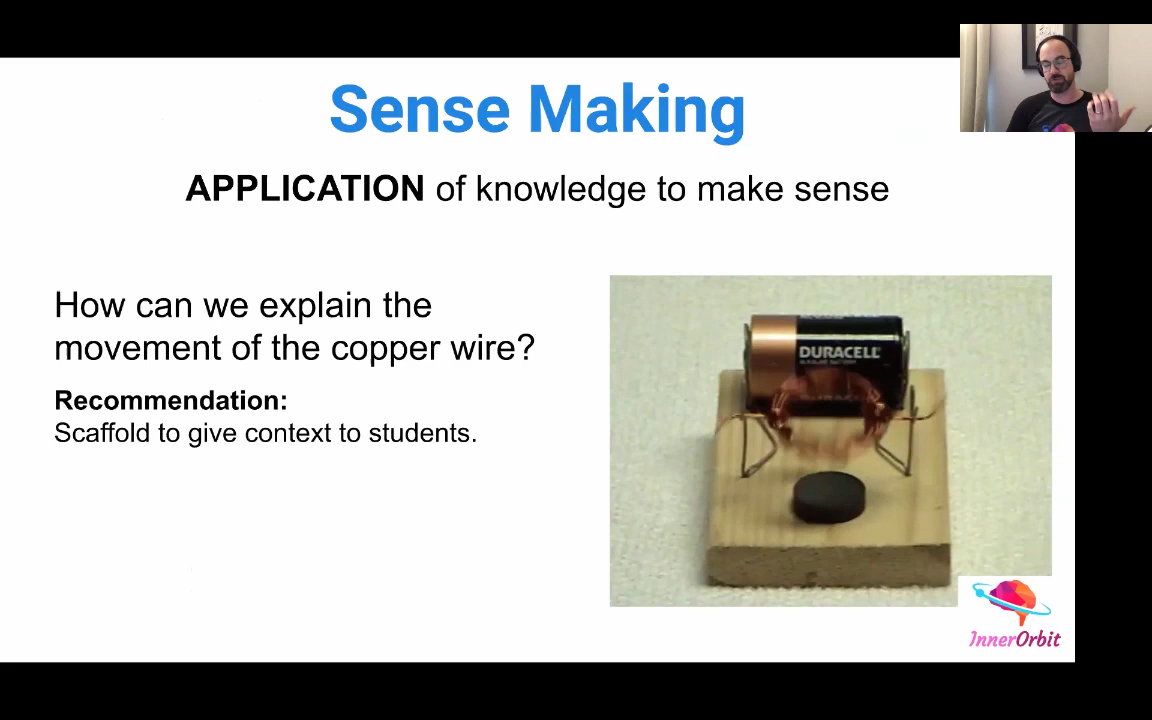 Sense Making
APPLICATION of knowledge to make sense
How can we explain the
movement of the copper wire?
Recommendation:
Scaffold to give context to students.
DURACELL
InnerOrbit